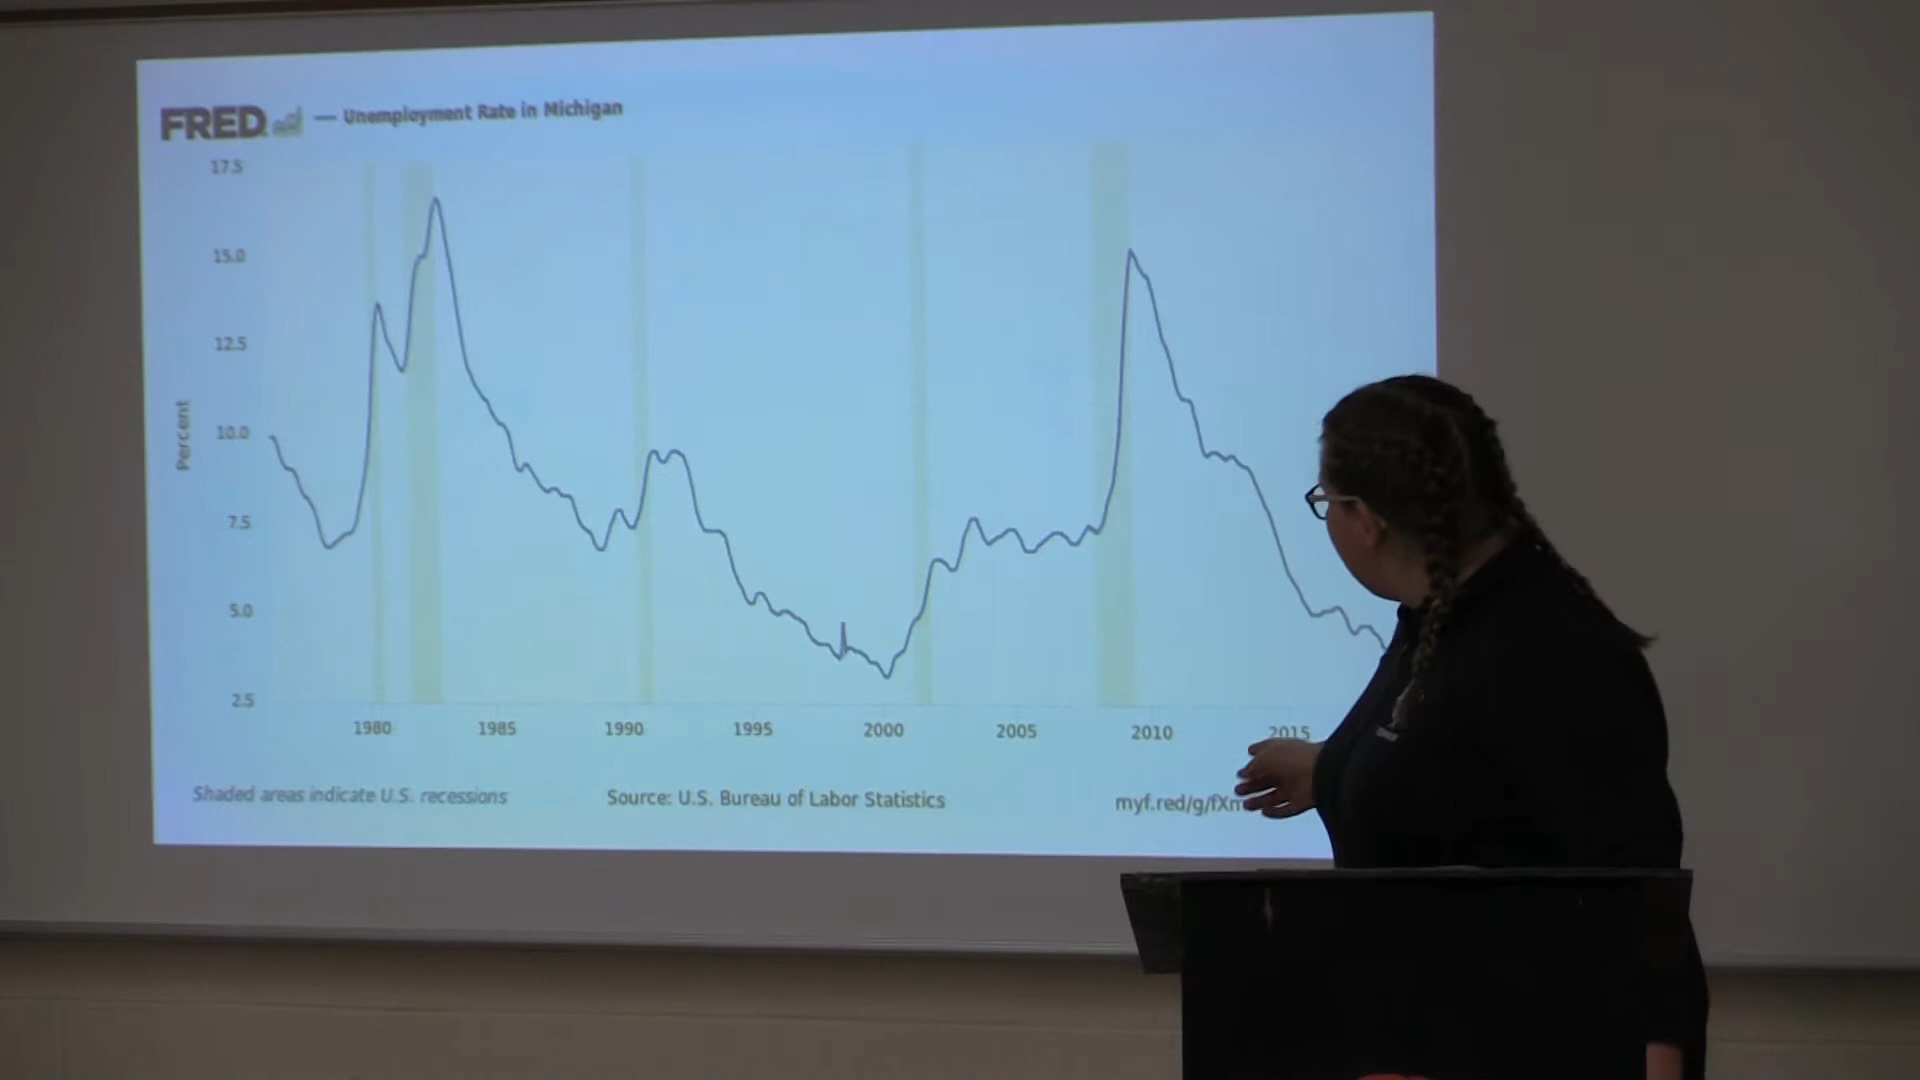 FRED — Unemployment Rate in Michigan
17.5
15.0
12.5
10.0
7.5
5.0
2.5
Percent
1980 1985 1990 1995 2000 2005 2010 2015
Shaded areas indicate U.S. recessions
Source: U.S. Bureau of Labor Statistics
myf.red/g/fXm